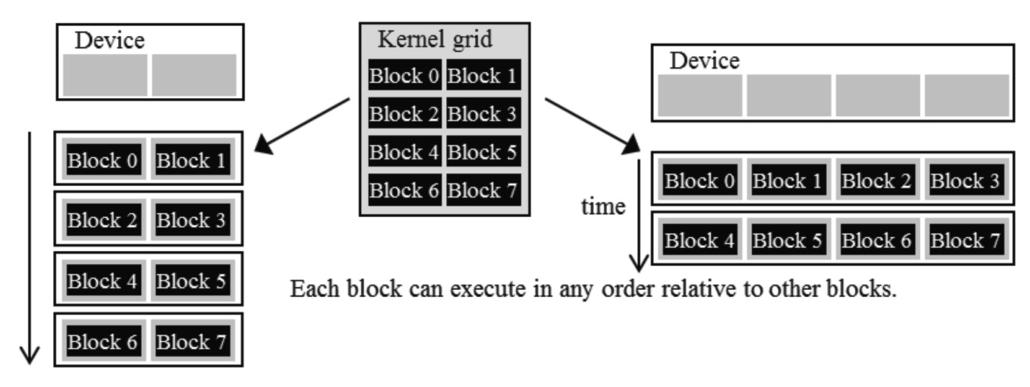 Device
Block 0 Block 1
Block 2 Block 3
Block 4 Block 5
Block 6 Block 7
Kernel grid
Block 0 Block 1
Block 2 Block 3
Block 4 Block 5
Block 6 Block 7
Device
time
Block 0 Block 1 Block 2 Block 3
Block 4 Block 5 Block 6 Block 7
Each block can execute in any order relative to other blocks.